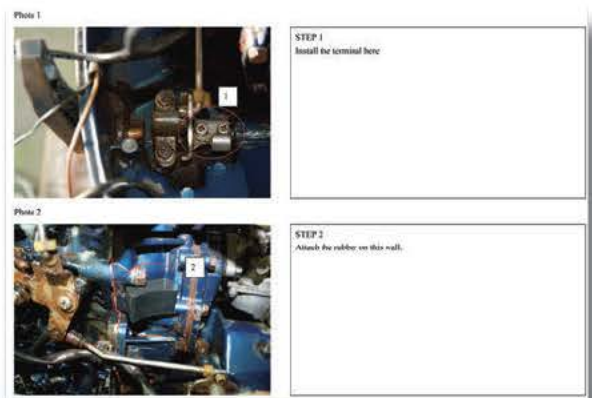 Photo 1
STEP 1
Install the terminal here
1
Photo 2
STEP 2
Attach the rubber on this wall.
2